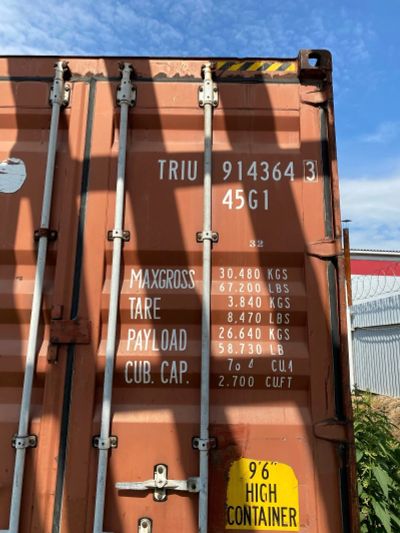 TRIU 914364 3
45G1
32
MAXGROSS 30.480 KGS
67.200 LBS
TARE 3.840 KGS
8.470 LBS
PAYLOAD 26.640 KGS
58.730 LB
CUB. CAP. CU.
2.700 CU.FT
9'6"
HIGH
CONTAINER